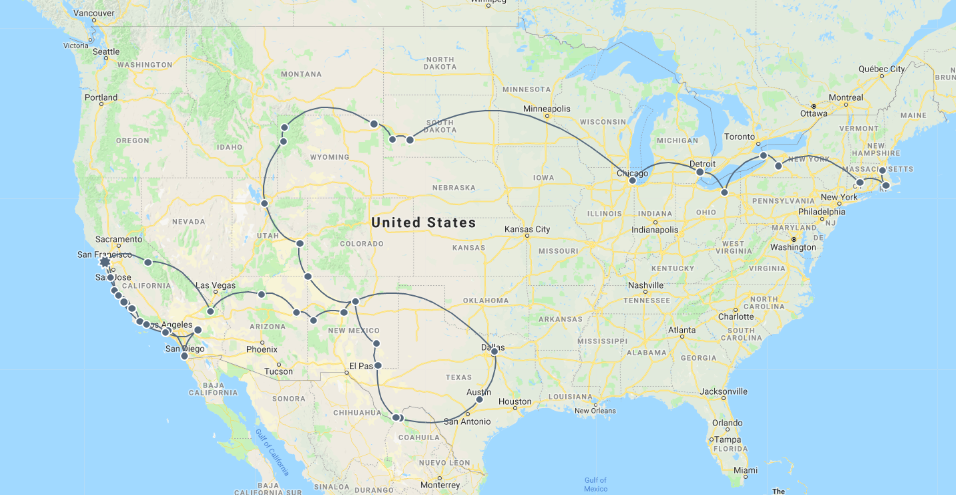 Winnipeg
Vancouver
Victoria
Seattle
WASHINGTON
Québec City
NORTH
DAKOTA
MONTANA
Portland
MINNESOTA
Minneapolis
Montreal
Ottawa
MAINE
SOUTH
DAKOTA
WISCONSIN
Toronto
VERMONT
OREGON
IDAHO
MICHIGAN
NEW
HAMPSHIRE
WYOMING
Detroit
NEW YORK
MASSACHUSETTS
Chicago
IOWA
NEBRASKA
PENNSYLVANIA
New York
Philadelphia
ILLINOIS
INDIANA
OHIO
NEVADA
United States
MARYLAND
NJ
Indianapolis
Kansas City
UTAH
COLORADO
DE
Sacramento
KANSAS
MISSOURI
WEST
VIRGINIA
Washington
San Francisco
KENTUCKY
VIRGINIA
San Jose
CALIFORNIA
Las Vegas
Nashville
OKLAHOMA
TENNESSEE
NORTH
CAROLINA
Los Angeles
ARIZONA
NEW MEXICO
ARKANSAS
Charlotte
Atlanta
SOUTH
CAROLINA
San Diego
Phoenix
Dallas
MISSISSIPPI
ALABAMA
GEORGIA
Tucson
El Paso
TEXAS
BAJA
CALIFORNIA
SONORA
Austin
Houston
LOUISIANA
Jacksonville
CHIHUAHUA
San Antonio
New Orleans
COAHUILA
Orlando
Tampa
FLORIDA
Gulf of California
NUEVO LEON
Gulf of
Mexico
Miami
BAJA
CALIFORNIA SUR
SINALOA
DURANGO
Monterrey
The